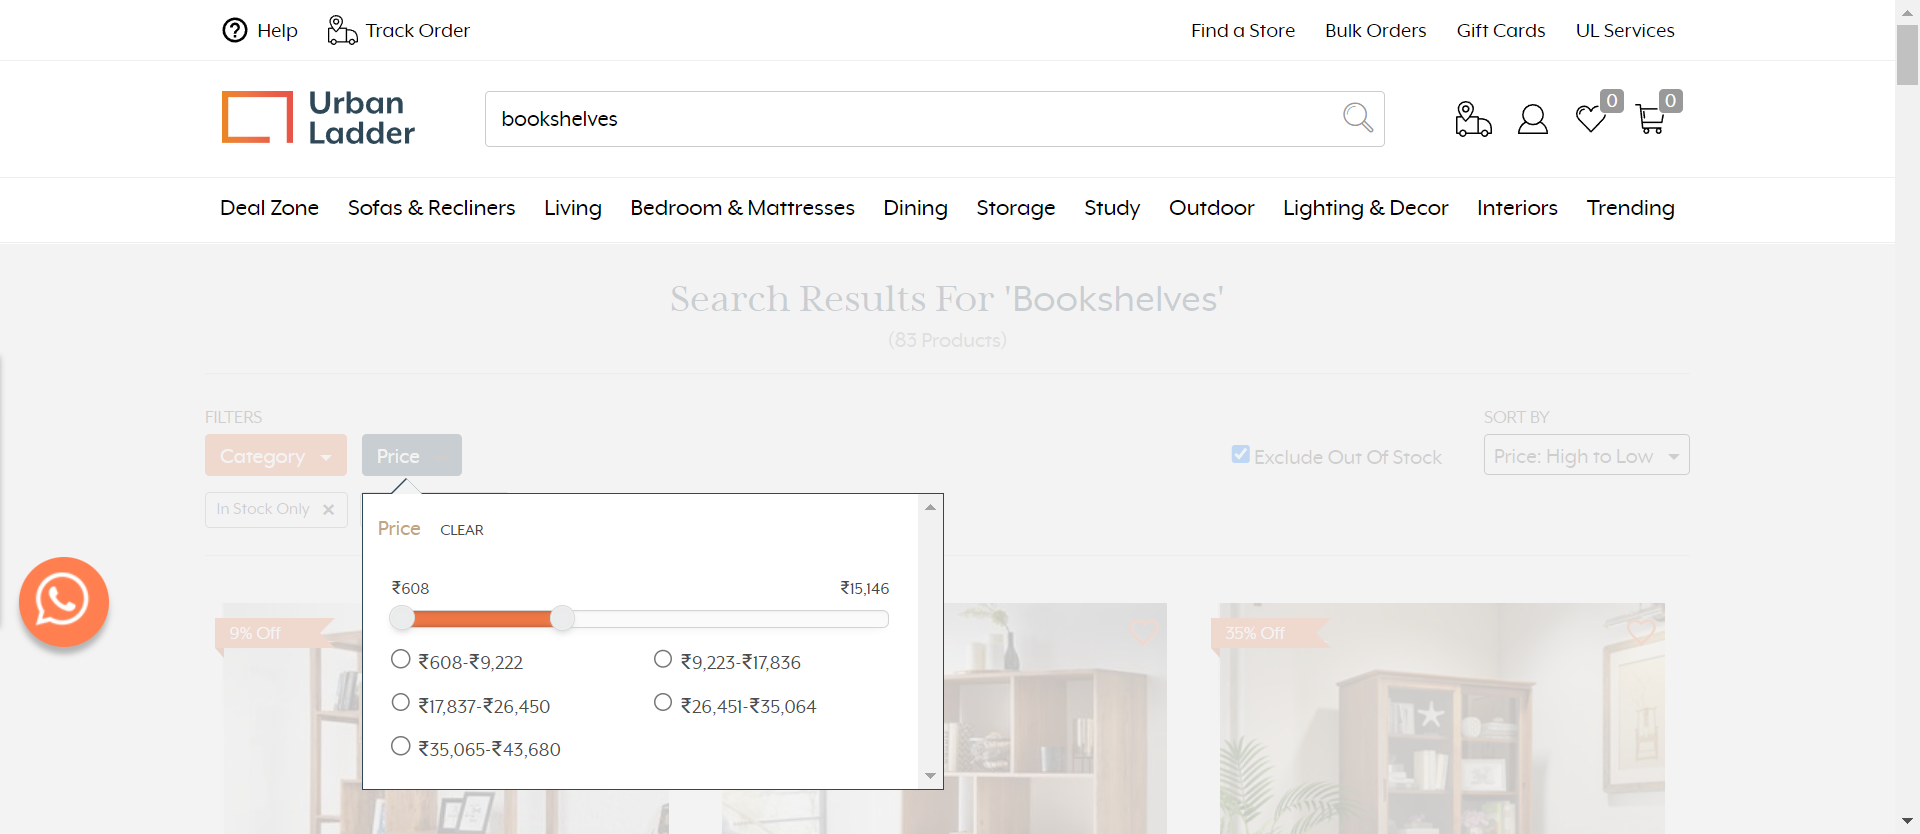 Help
Track Order
Find a Store
Bulk Orders
Gift Cards
UL Services
Urban
Ladder
bookshelves
0
0
Deal Zone
Sofas & Recliners
Living
Bedroom & Mattresses
Dining
Storage
Study
Outdoor
Lighting & Decor
Interiors
Trending
Search Results For 'Bookshelves'
(83 Products)
FILTERS
SORT BY
Category
Price
Exclude Out Of Stock
Price: High to Low
In Stock Only
Price
CLEAR
₹608
₹15,146
₹608-₹9,222
₹9,223-₹17,836
₹17,837-₹26,450
₹26,451-₹35,064
₹35,065-₹43,680
9% Off
35% Off